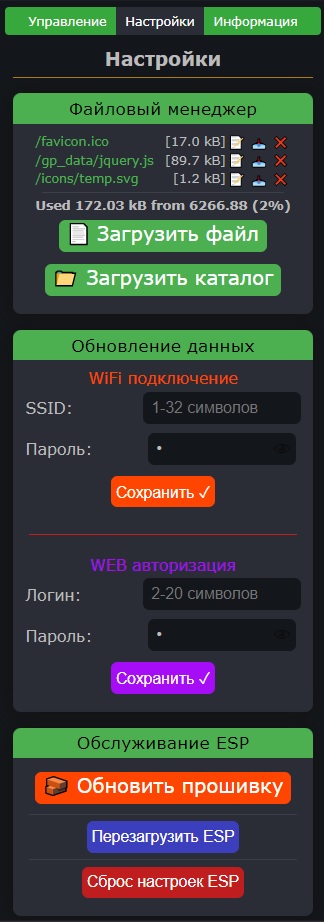 Управление Настройки Информация
Настройки
Файловый менеджер
/favicon.ico [17.0 kB]
/gp_data/jquery.js [89.7 kB]
/icons/temp.svg [1.2 kB]
Used 172.03 kB from 6266.88 (2%)
Загрузить файл
Загрузить каталог
Обновление данных
WiFi подключение
SSID: 1-32 символов
Пароль: •
Сохранить ✓
WEB авторизация
Логин: 2-20 символов
Пароль: •
Сохранить ✓
Обслуживание ESP
Обновить прошивку
Перезагрузить ESP
Сброс настроек ESP